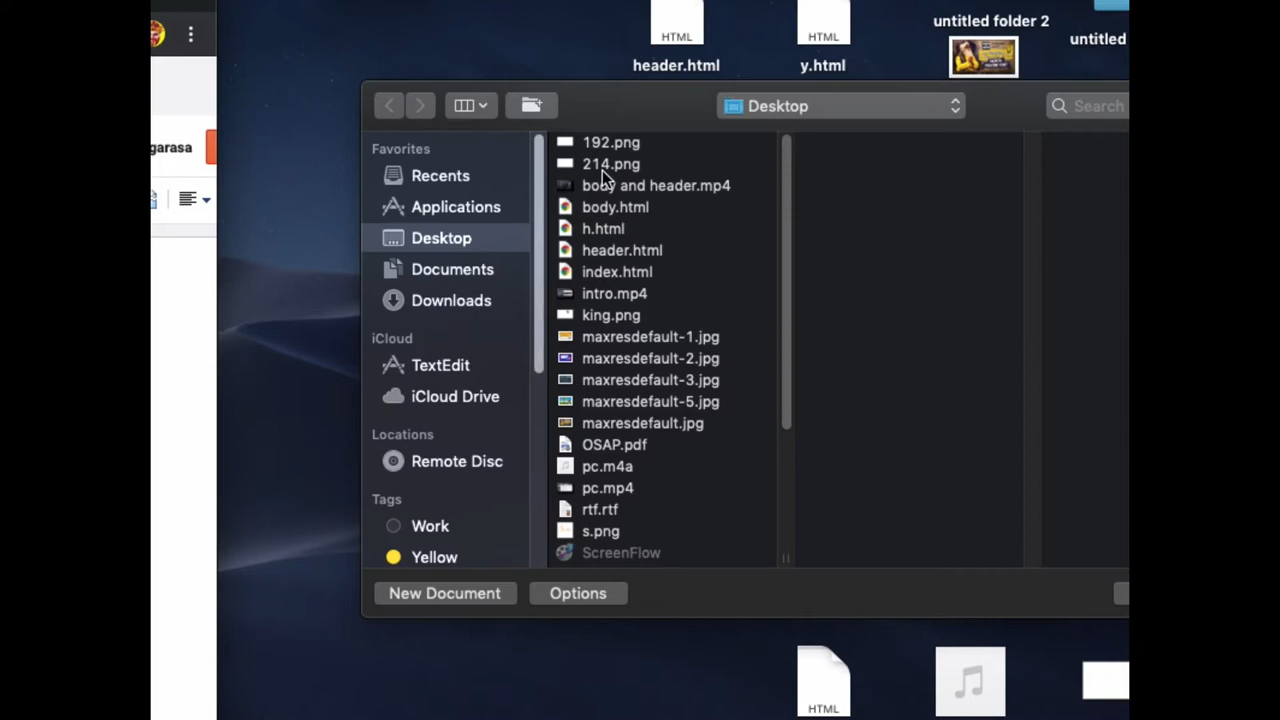 untitled folder 2
untitled
HTML
HTML
header.html
y.html
Desktop
Search
garasa
Favorites
Recents
Applications
Desktop
Documents
Downloads
iCloud
TextEdit
iCloud Drive
Locations
Remote Disc
Tags
Work
Yellow
192.png
214.png
body and header.mp4
body.html
h.html
header.html
index.html
intro.mp4
king.png
maxresdefault-1.jpg
maxresdefault-2.jpg
maxresdefault-3.jpg
maxresdefault-5.jpg
maxresdefault.jpg
OSAP.pdf
pc.m4a
pc.mp4
rtf.rtf
s.png
ScreenFlow
New Document
Options
HTML